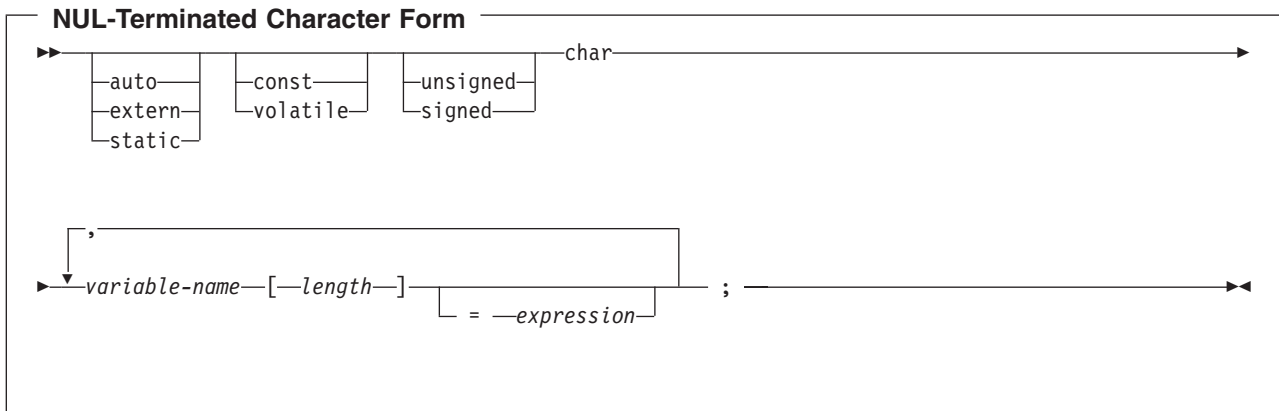 NUL-Terminated Character Form
char
auto const unsigned
extern volatile signed
static
,
variable-name [ length ] ;
= expression